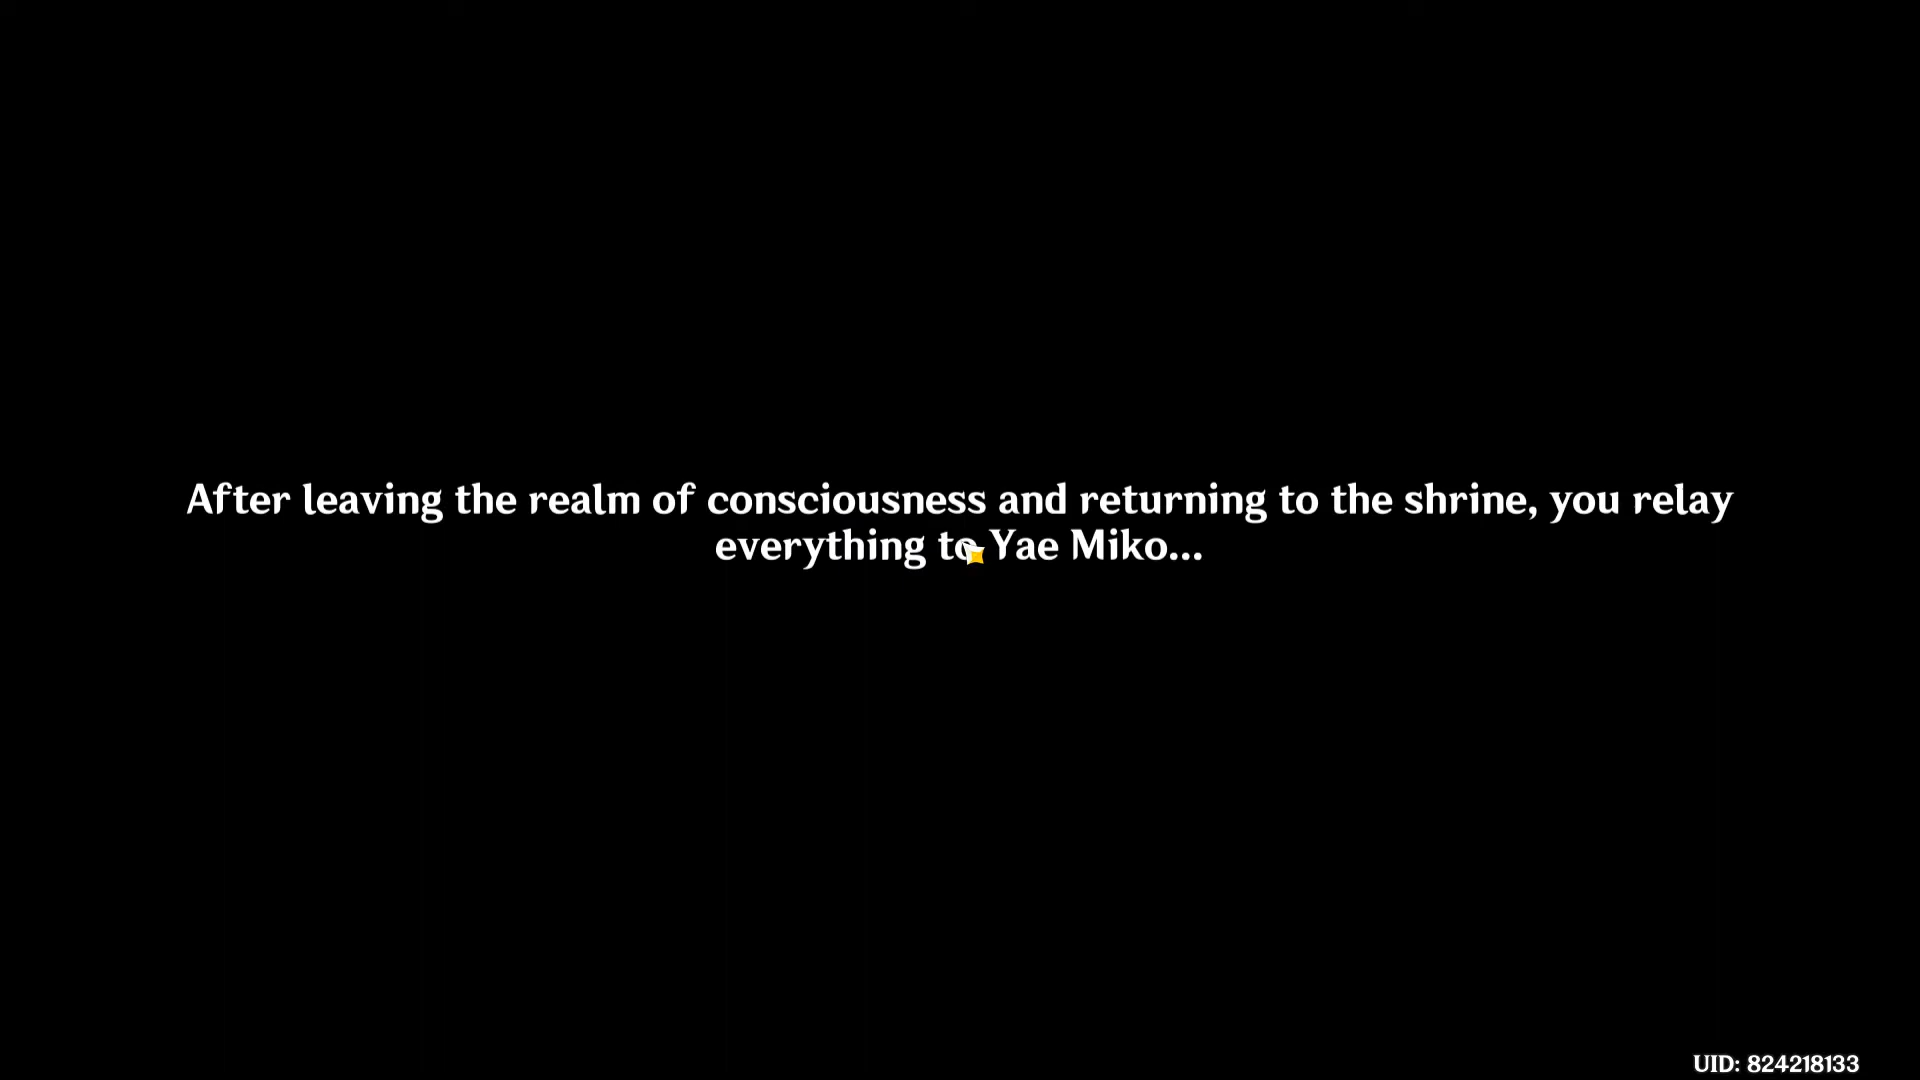 After leaving the realm of consciousness and returning to the shrine, you relay
everything to Yae Miko...
UID: 824218133